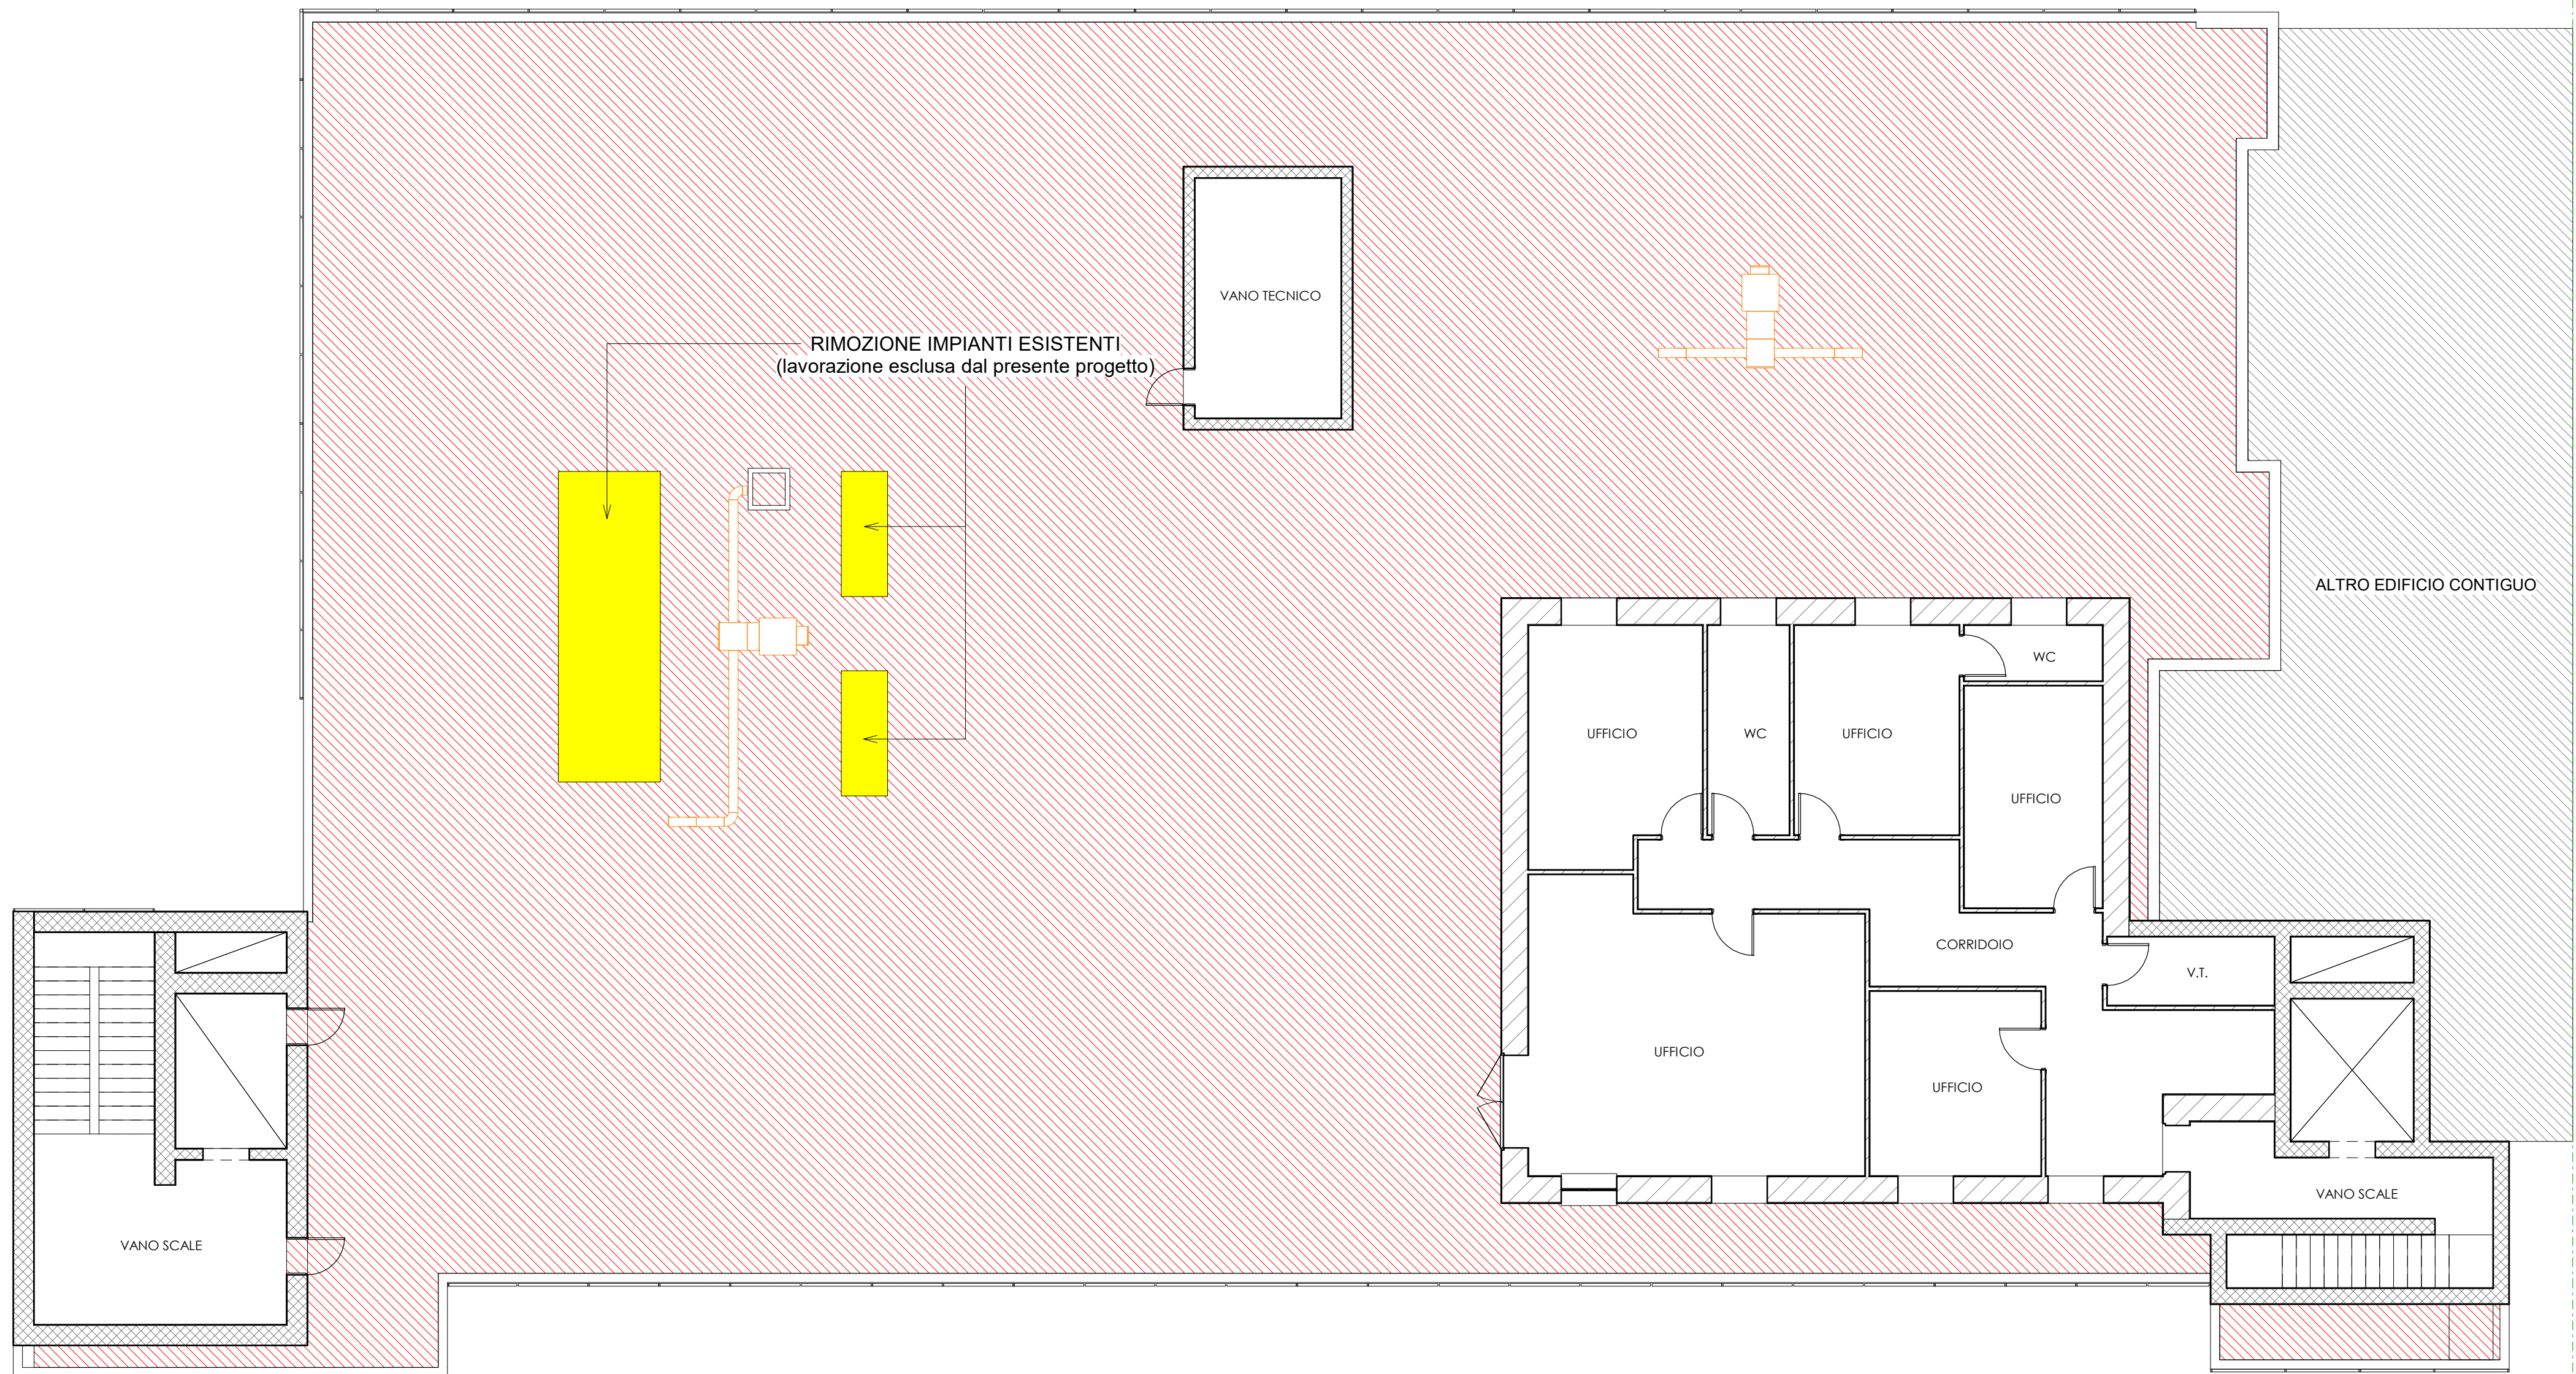 VANO TECNICO
RIMOZIONE IMPIANTI ESISTENTI
(lavorazione esclusa dal presente progetto)
ALTRO EDIFICIO CONTIGUO
WC
UFFICIO
WC
UFFICIO
UFFICIO
CORRIDOIO
V.T.
UFFICIO
UFFICIO
VANO SCALE
VANO SCALE